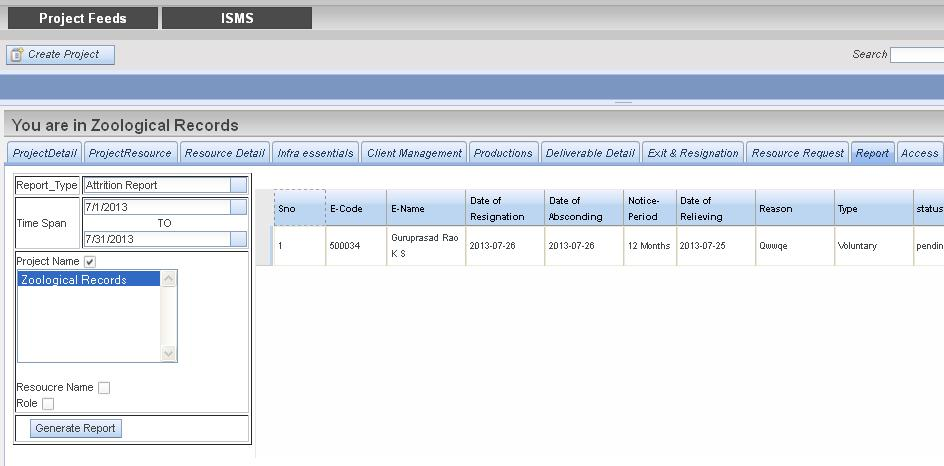 Project Feeds ISMS
Create Project Search
You are in Zoological Records
ProjectDetail ProjectResource Resource Detail Infra essentials Client Management Productions Deliverable Detail Exit & Resignation Resource Request Report Access
Report_Type Attrition Report
Time Span 7/1/2013
TO
7/31/2013
Project Name
Zoological Records
Resoucre Name
Role
Generate Report
Sno E-Code E-Name Date of Resignation Date of Absconding Notice-Period Date of Relieving Reason Type status
1 500034 Guruprasad Rao K S 2013-07-26 2013-07-26 12 Months 2013-07-25 Qwwqe Voluntary pendin